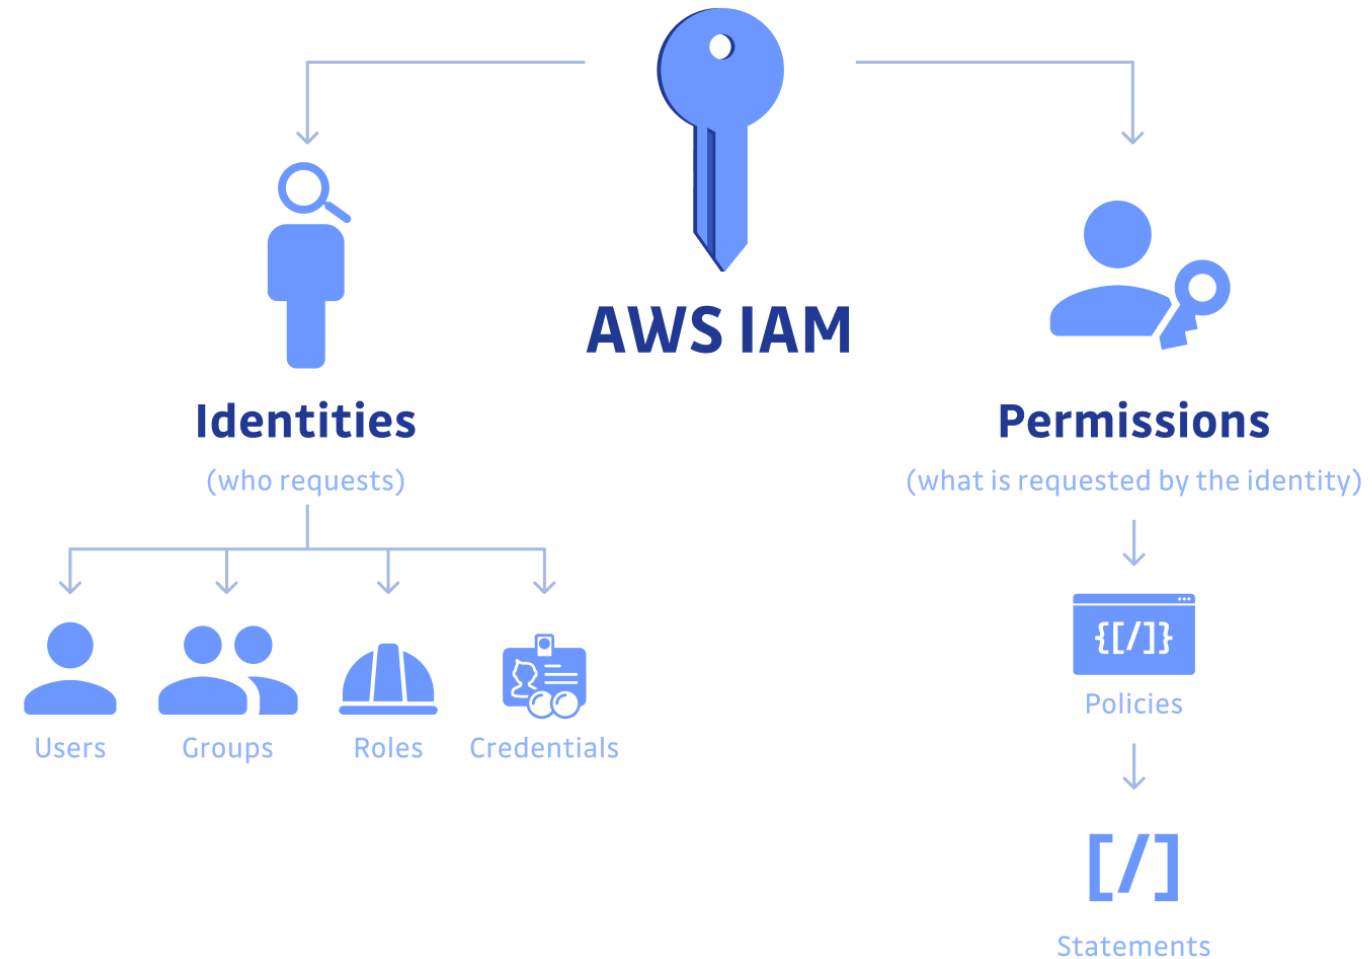 AWS IAM
Identities
(who requests)
Users
Groups
Roles
Credentials
Permissions
(what is requested by the identity)
{[/]}
Policies
[/]
Statements